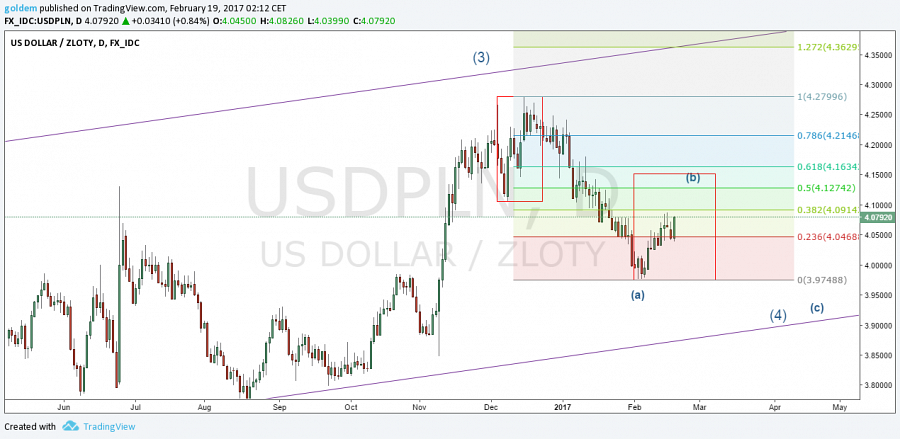 goldem published on TradingView.com, February 19, 2017 02:12 CET
FX_IDC:USDPLN, D 4.07920 ▲ +0.03410 (+0.84%) O:4.04500 H:4.08260 L:4.03990 C:4.07920
US DOLLAR / ZLOTY, D, FX_IDC
(3)
1.272(4.3629
4.35000
4.30000
1(4.27996)
4.25000
0.786(4.2146
4.20000
0.618(4.1634
4.15000
(b)
0.5(4.12742)
4.10000
0.382(4.0914
4.07920
4.05000
0.236(4.0468
4.00000
0(3.97488)
(a)
3.95000
(4)
(c)
3.90000
3.85000
3.80000
USDPLN, D
US DOLLAR / ZLOTY
Jun Jul Aug Sep Oct Nov Dec 2017 Feb Mar Apr May
Created with TradingView